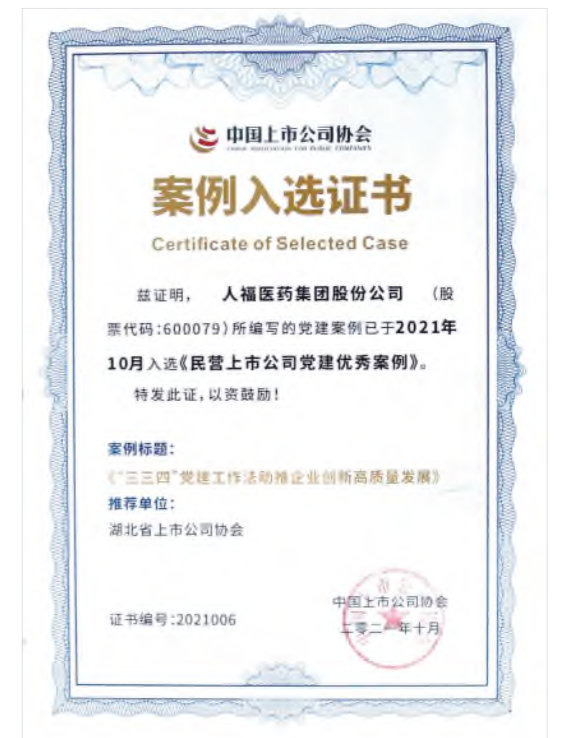 中国上市公司协会
CHINA ASSOCIATION FOR PUBLIC COMPANIES
案例入选证书
Certificate of Selected Case
兹证明， 人福医药集团股份公司 （股
票代码:600079）所编写的党建案例已于2021年
10月入选《民营上市公司党建优秀案例》。
特发此证，以资鼓励！
案例标题：
《“三三四”党建工作法助推企业创新高质量发展》
推荐单位：
湖北省上市公司协会
中国上市公司协会
证书编号:2021006
二零二一年十月